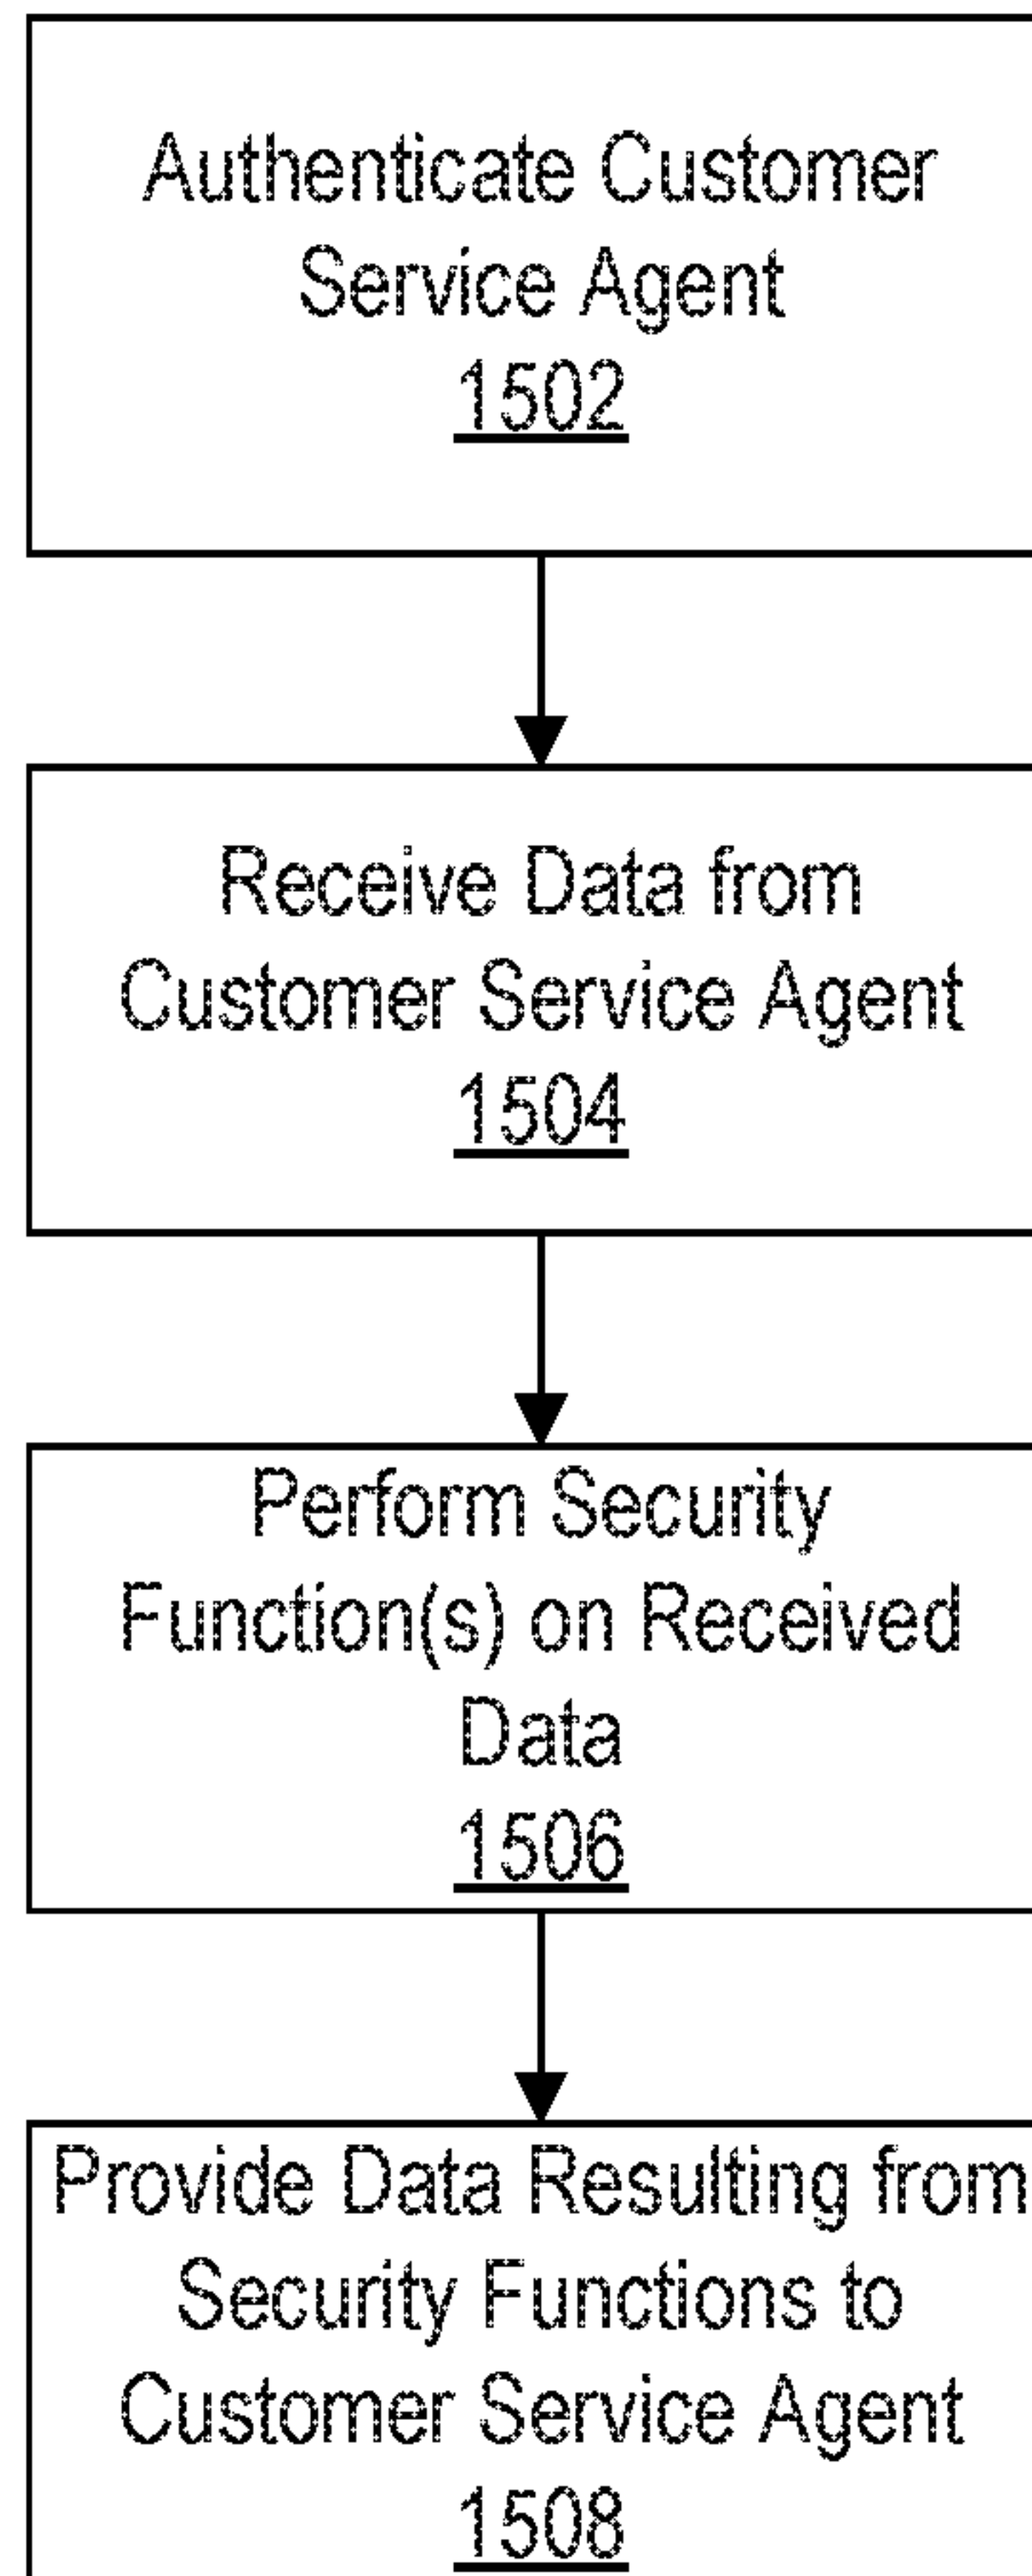 Authenticate Customer
Service Agent
1502
Receive Data from
Customer Service Agent
1504
Perform Security
Function(s) on Received
Data
1506
Provide Data Resulting from
Security Functions to
Customer Service Agent
1508